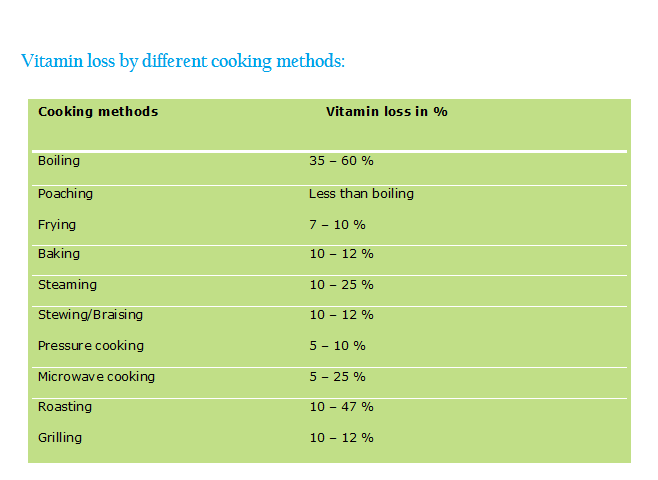 Vitamin loss by different cooking methods:
Cooking methods Vitamin loss in %
Boiling 35 – 60 %
Poaching Less than boiling
Frying 7 – 10 %
Baking 10 – 12 %
Steaming 10 – 25 %
Stewing/Braising 10 – 12 %
Pressure cooking 5 – 10 %
Microwave cooking 5 – 25 %
Roasting 10 – 47 %
Grilling 10 – 12 %